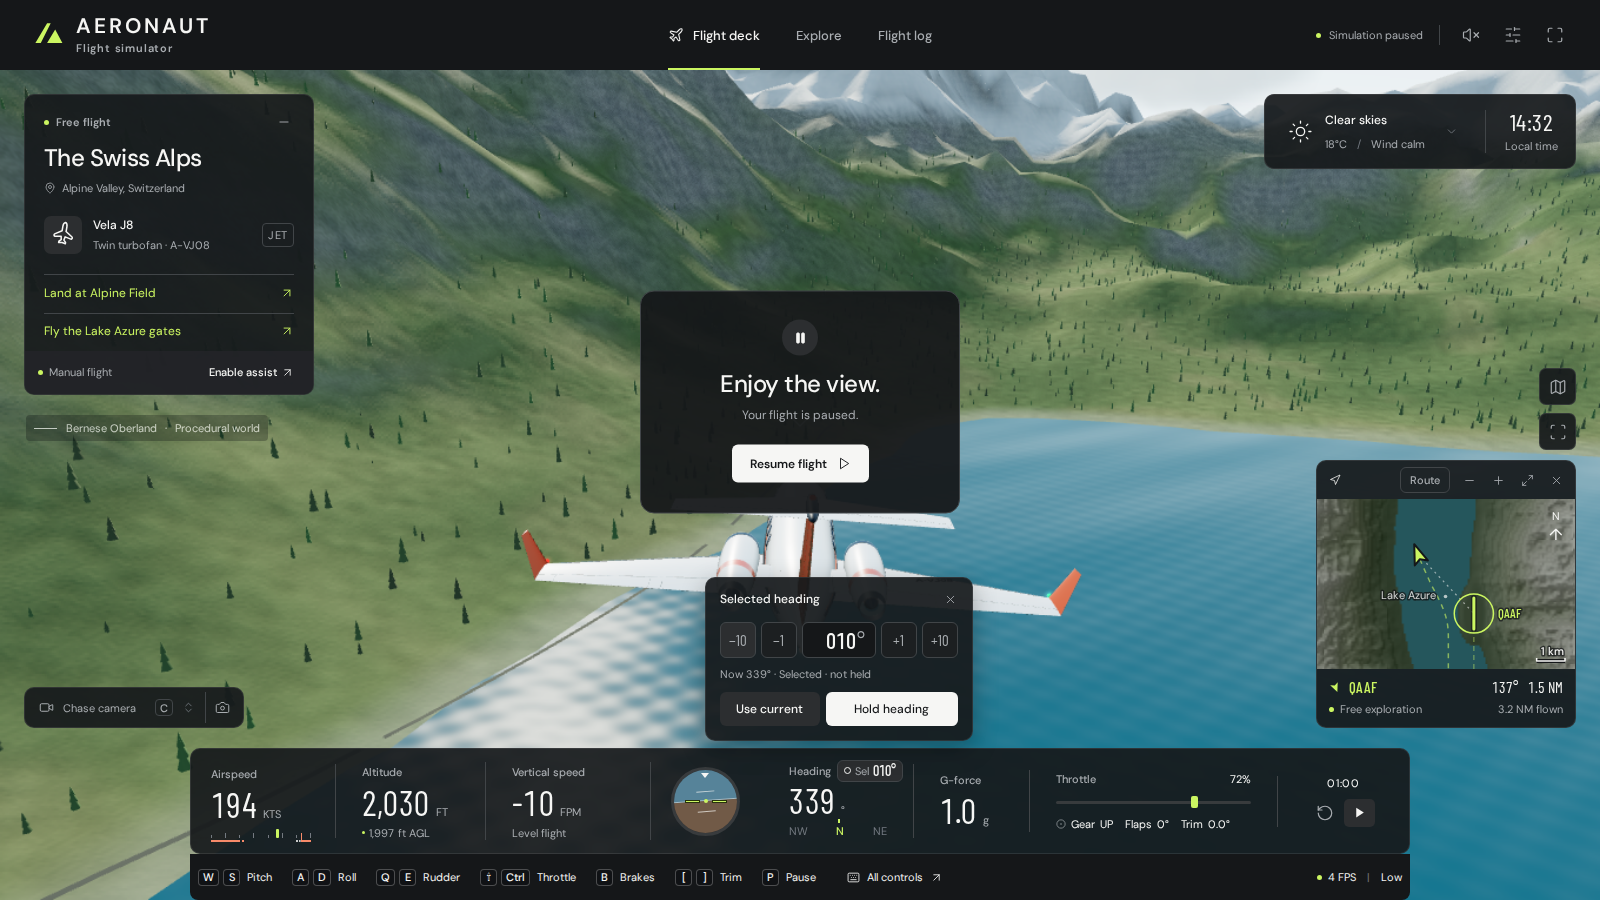 AERONAUT
Flight simulator
Flight deck
Explore
Flight log
Simulation paused
Free flight
The Swiss Alps
Alpine Valley, Switzerland
Vela J8
Twin turbofan · A-VJ08
JET
Land at Alpine Field
Fly the Lake Azure gates
Manual flight
Enable assist
Bernese Oberland · Procedural world
Clear skies
18°C / Wind calm
14:32
Local time
Enjoy the view.
Your flight is paused.
Resume flight
Route
N
Lake Azure
QAAF
1 km
QAAF 137° 1.5 NM
Free exploration 3.2 NM flown
Selected heading
−10 −1 010° +1 +10
Now 339° · Selected · not held
Use current
Hold heading
Chase camera C
Airspeed
194 KTS
Altitude
2,030 FT
1,997 ft AGL
Vertical speed
-10 FPM
Level flight
Heading Sel 010°
339°
NW N NE
G-force
1.0 g
Throttle 72%
Gear UP Flaps 0° Trim 0.0°
01:00
W S Pitch A D Roll Q E Rudder ⇧ Ctrl Throttle B Brakes [ ] Trim P Pause All controls
4 FPS | Low